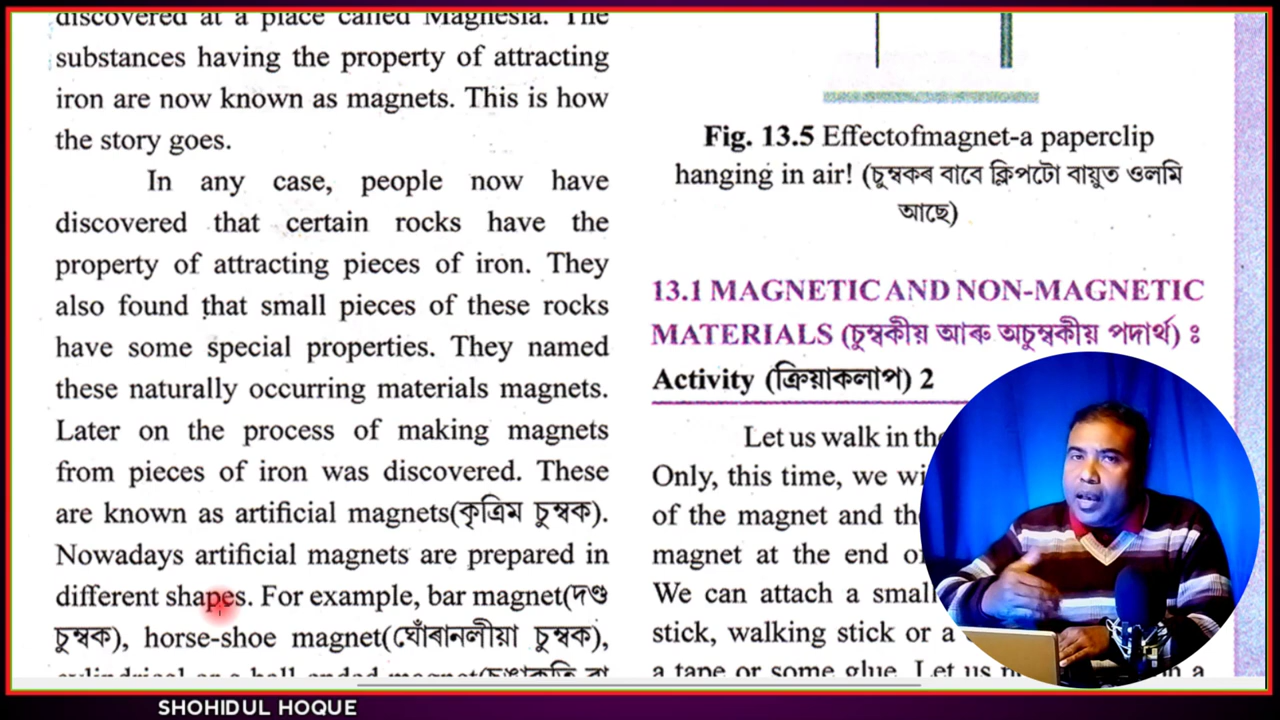 discovered at a place called Magnesia. The
substances having the property of attracting
iron are now known as magnets. This is how
the story goes.
In any case, people now have
discovered that certain rocks have the
property of attracting pieces of iron. They
also found that small pieces of these rocks
have some special properties. They named
these naturally occurring materials magnets.
Later on the process of making magnets
from pieces of iron was discovered. These
are known as artificial magnets(কৃত্ৰিম চুম্বক).
Nowadays artificial magnets are prepared in
different shapes. For example, bar magnet(দণ্ড
চুম্বক), horse-shoe magnet(ঘোঁৰানলীয়া চুম্বক),
cylindrical or a ball-ended magnet(চুঙাকৃতি বা
Fig. 13.5 Effectofmagnet-a paperclip
hanging in air! (চুম্বকৰ বাবে ক্লিপটো বায়ুত ওলমি
আছে)
13.1 MAGNETIC AND NON-MAGNETIC
MATERIALS (চুম্বকীয় আৰু অচুম্বকীয় পদাৰ্থ) ঃ
Activity (ক্ৰিয়াকলাপ) 2
Let us walk in the
Only, this time, we
of the magnet and
magnet at the end
We can attach a small
stick, walking stick or a
a tape or some glue. Let us
SHOHIDUL HOQUE